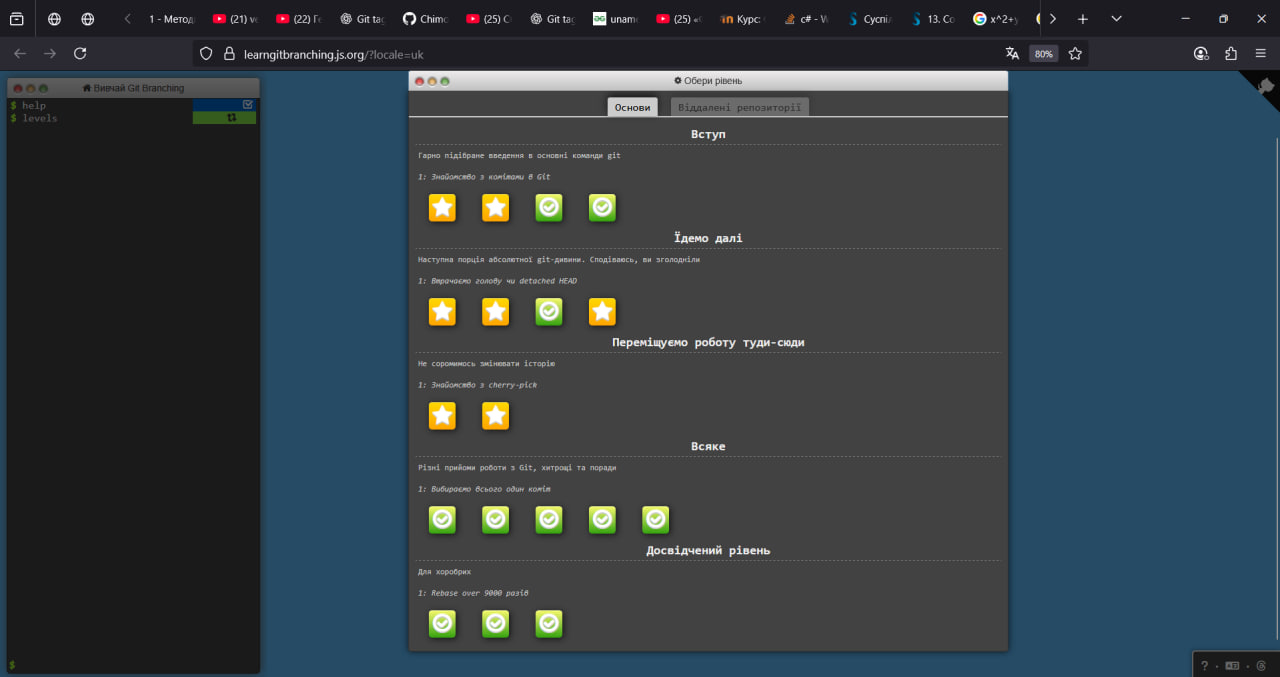 1 - Метод
(21) ve
(22) Ге
Git tag
Chimo
(25) C
Git tag
unam
(25) «
Курс:
c# - W
Суспіл
13. Со
x^2+y
learngitbranching.js.org/?locale=uk
80%
Вивчай Git Branching
$ help
$ levels
$
Обери рівень
Основи
Віддалені репозиторії
Вступ
Гарно підібране введення в основні команди git
1: Знайомство з комітами в Git
Їдемо далі
Наступна порція абсолютної git-дивини. Сподіваюсь, ви зголодніли
1: Втрачаємо голову чи detached HEAD
Переміщуємо роботу туди-сюди
Не соромимось змінювати історію
1: Знайомство з cherry-pick
Всяке
Різні прийоми роботи з Git, хитрощі та поради
1: Вибираємо всього один коміт
Досвідчений рівень
Для хоробрих
1: Rebase over 9000 разів
?